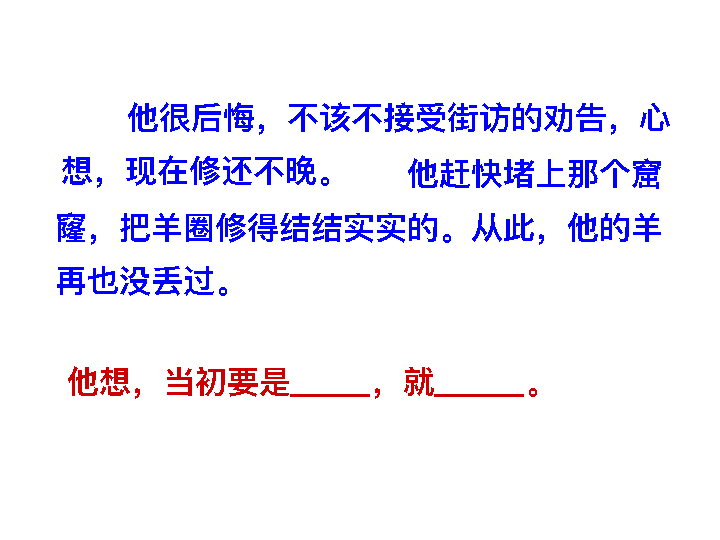 他很后悔，不该不接受街访的劝告，心
想，现在修还不晚。 他赶快堵上那个窟
窿，把羊圈修得结结实实的。从此，他的羊
再也没丢过。
他想，当初要是_____，就______。